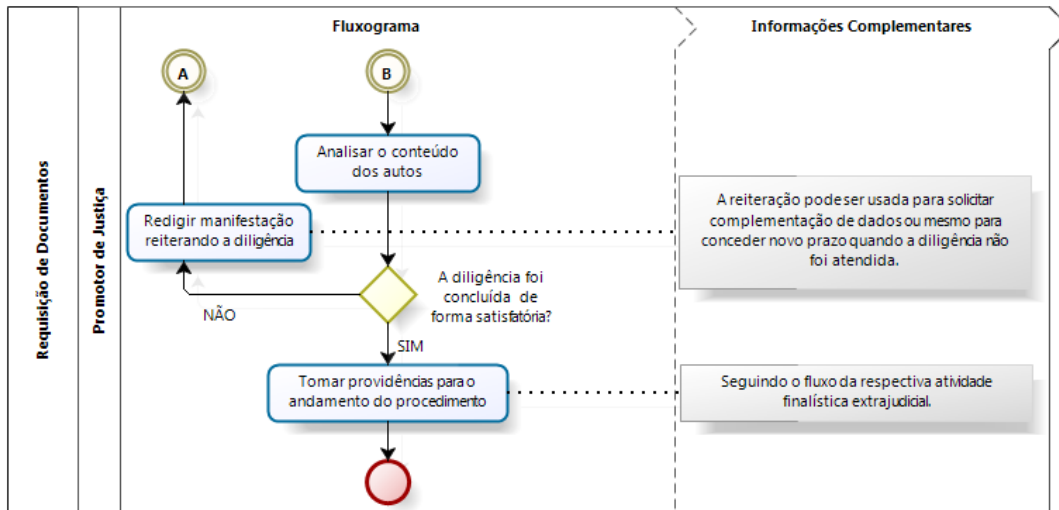 Fluxograma
Informações Complementares
Requisição de Documentos
Promotor de Justiça
A
B
Analisar o conteúdo
dos autos
Redigir manifestação
reiterando a diligência
A reiteração pode ser usada para solicitar
complementação de dados ou mesmo para
conceder novo prazo quando a diligência não
foi atendida.
A diligência foi
concluída de
forma satisfatória?
NÃO
SIM
Tomar providências para o
andamento do procedimento
Seguindo o fluxo da respectiva atividade
finalística extrajudicial.